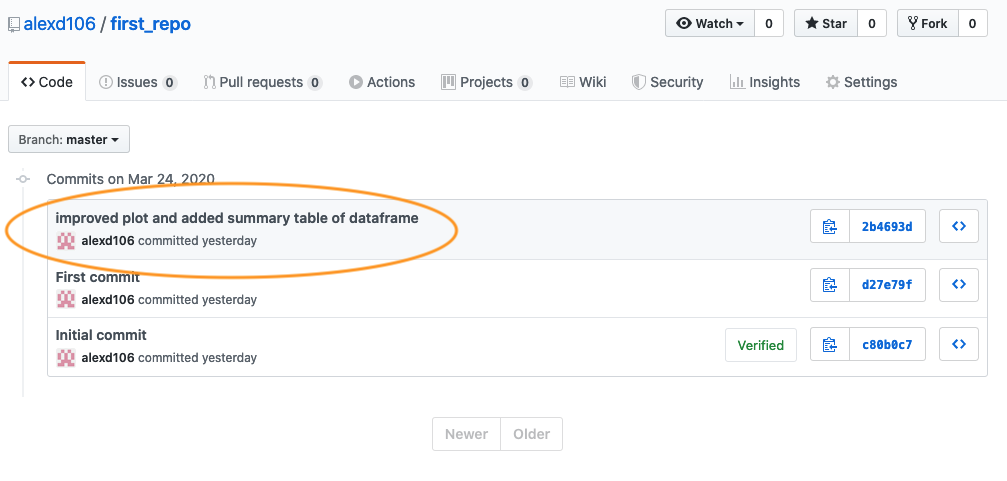 alexd106 / first_repo
Watch 0 Star 0 Fork 0
Code Issues 0 Pull requests 0 Actions Projects 0 Wiki Security Insights Settings
Branch: master
Commits on Mar 24, 2020
improved plot and added summary table of dataframe
2b4693d
alexd106 committed yesterday
First commit
d27e79f
alexd106 committed yesterday
Initial commit
Verified c80b0c7
alexd106 committed yesterday
Newer Older